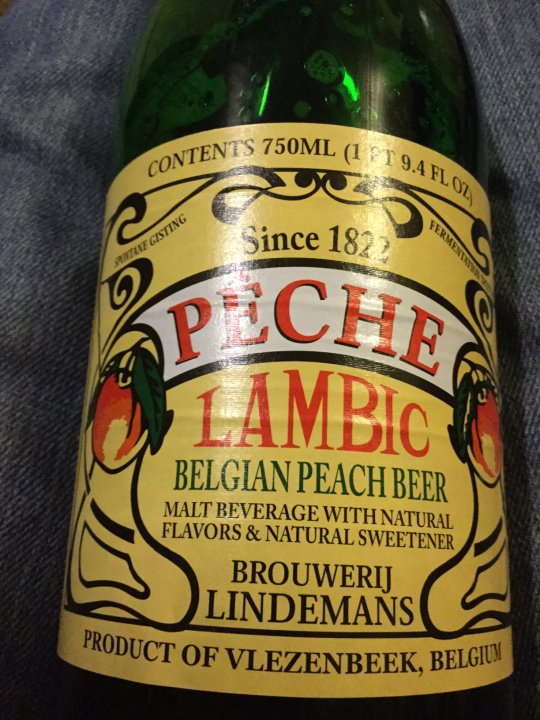 CONTENTS 750ML (1 PT 9.4 FL OZ)
SPONTANE GISTING
FERMENTATION
Since 1822
PÊCHE
LAMBIC
BELGIAN PEACH BEER
MALT BEVERAGE WITH NATURAL
FLAVORS & NATURAL SWEETENER
BROUWERIJ
LINDEMANS
PRODUCT OF VLEZENBEEK, BELGIUM